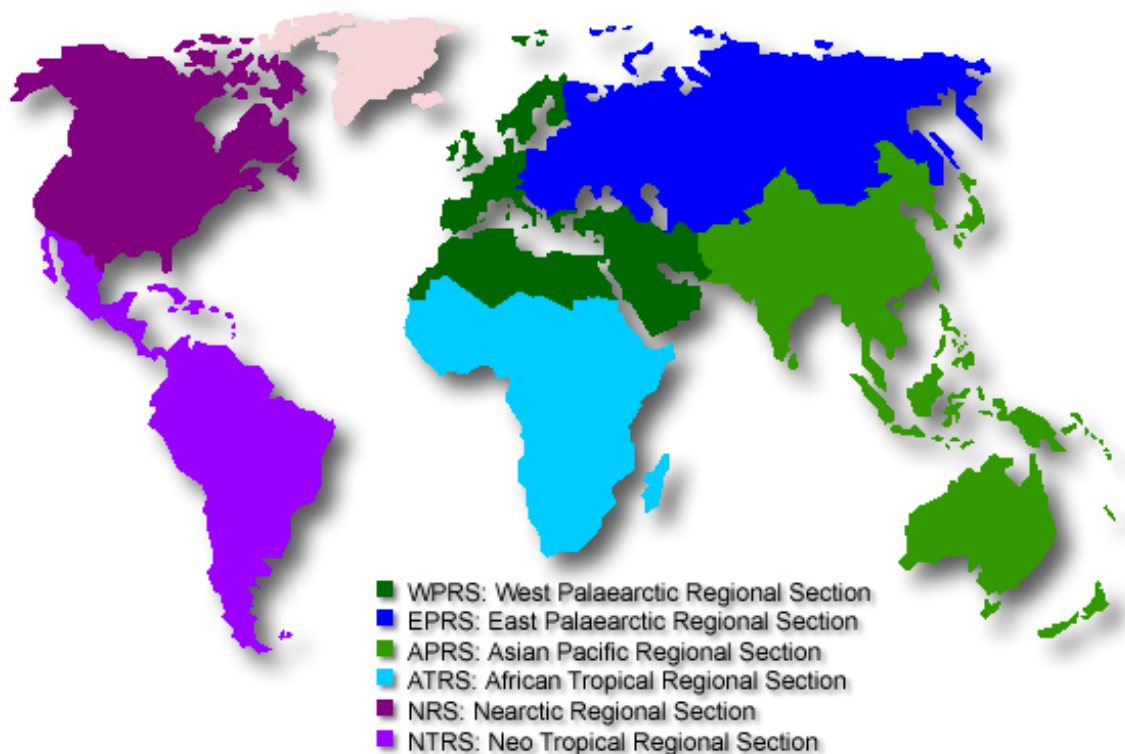 WPRS: West Palaearctic Regional Section
EPRS: East Palaearctic Regional Section
APRS: Asian Pacific Regional Section
ATRS: African Tropical Regional Section
NRS: Nearctic Regional Section
NTRS: Neo Tropical Regional Section